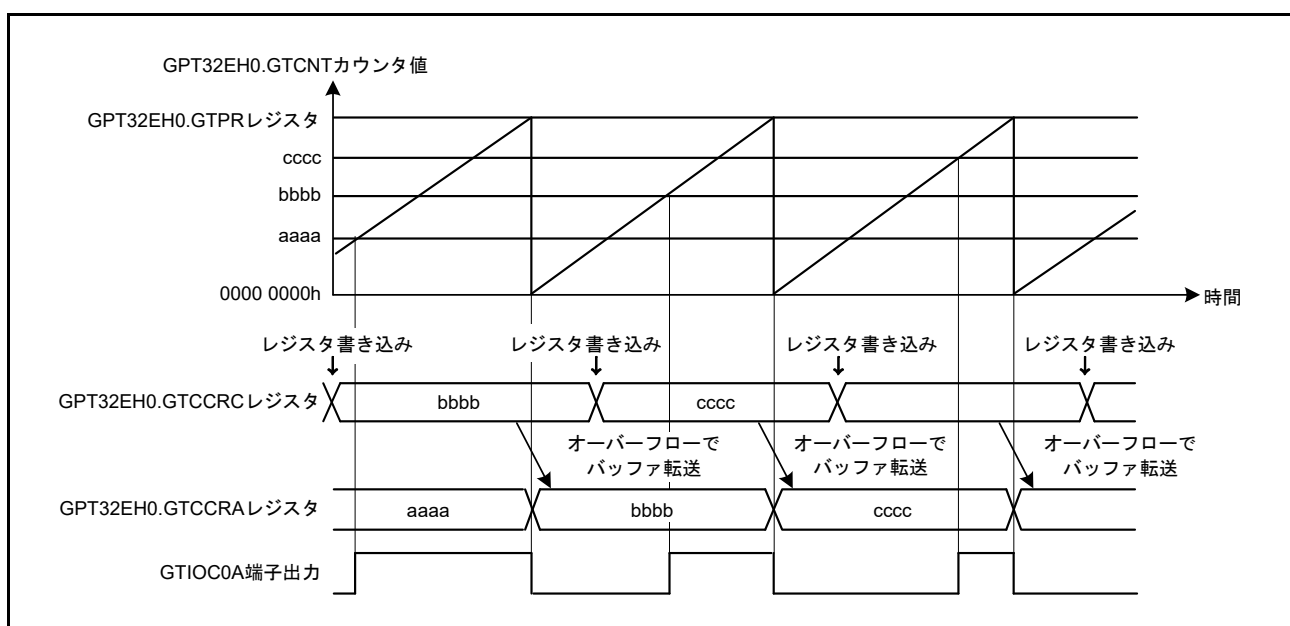 GPT32EH0.GTCNTカウンタ値
GPT32EH0.GTPRレジスタ
cccc
bbbb
aaaa
0000 0000h
時間
レジスタ書き込み レジスタ書き込み レジスタ書き込み レジスタ書き込み
GPT32EH0.GTCCRCレジスタ bbbb cccc
オーバーフローで オーバーフローで オーバーフローで
バッファ転送 バッファ転送 バッファ転送
GPT32EH0.GTCCRAレジスタ aaaa bbbb cccc
GTIOC0A端子出力